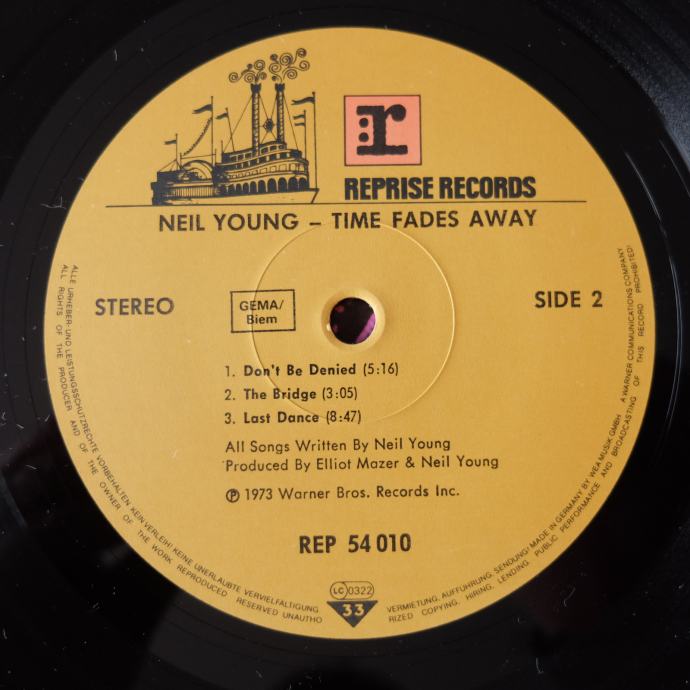 r
REPRISE RECORDS
NEIL YOUNG – TIME FADES AWAY
STEREO
GEMA/
Biem
SIDE 2
1. Don't Be Denied (5:16)
2. The Bridge (3:05)
3. Last Dance (8:47)
All Songs Written By Neil Young
Produced By Elliot Mazer & Neil Young
℗ 1973 Warner Bros. Records Inc.
REP 54 010
LC 0322
33
ALLE URHEBER- UND LEISTUNGSSCHUTZRECHTE VORBEHALTEN KEIN VERLEIH! KEINE UNERLAUBTE VERVIELFÄLTIGUNG VERMIETUNG, AUFFÜHRUNG, SENDUNG! MADE IN GERMANY BY WEA MUSIK GMBH A WARNER COMMUNICATIONS COMPANY
ALL RIGHTS OF THE PRODUCER AND OF THE OWNER OF THE WORK REPRODUCED RESERVED UNAUTHORIZED COPYING, HIRING, LENDING PUBLIC PERFORMANCE AND BROADCASTING OF THIS RECORD PROHIBITED!